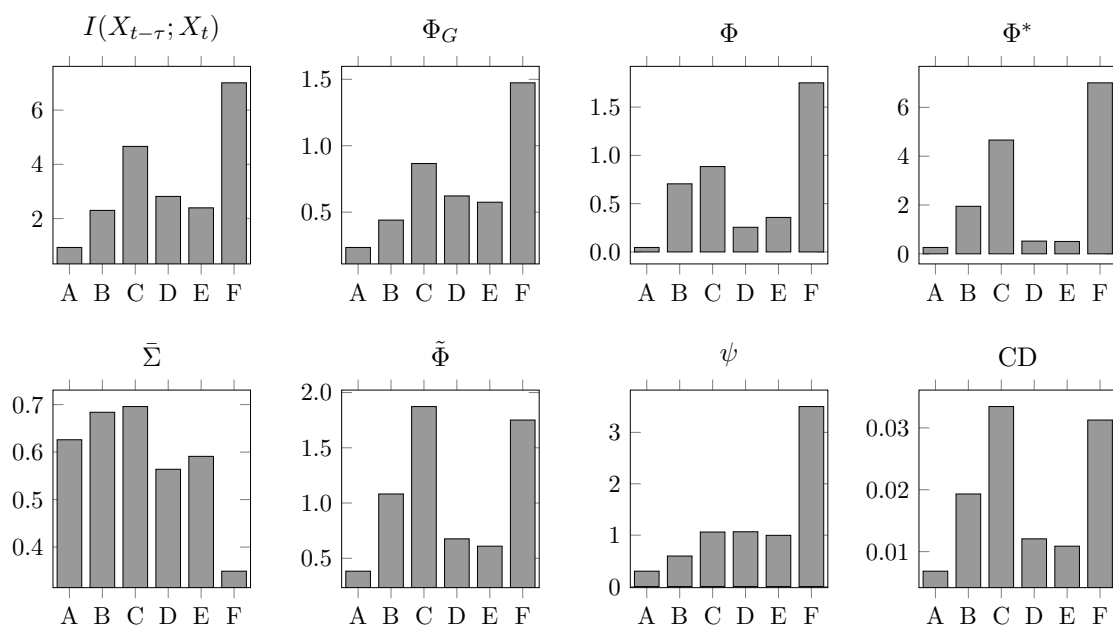 I(X_{t−τ}; X_t)
6
4
2
A B C D E F
Φ_G
1.5
1.0
0.5
A B C D E F
Φ
1.5
1.0
0.5
0.0
A B C D E F
Φ*
6
4
2
0
A B C D E F
Σ̄
0.7
0.6
0.5
0.4
A B C D E F
Φ̃
2.0
1.5
1.0
0.5
A B C D E F
ψ
3
2
1
0
A B C D E F
CD
0.03
0.02
0.01
A B C D E F